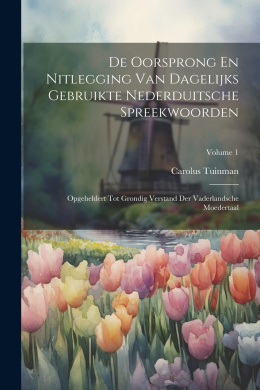 De Oorsprong En
Nitlegging Van Dagelijks
Gebruikte Nederduitsche
Spreekwoorden
Volume 1
Carolus Tuinman
Opgeheldert Tot Grondig Verstand Der Vaderlandsche
Moedertaal